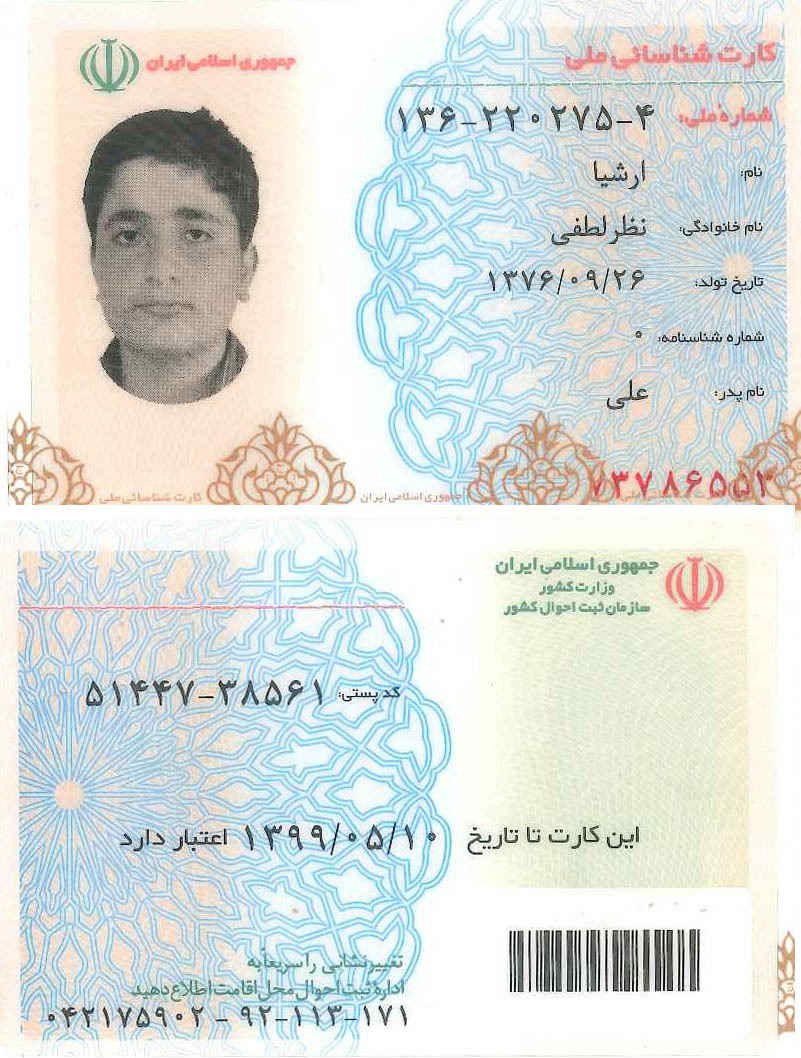 کارت شناسائی ملی
جمهوری اسلامی ایران
شماره ملی: ۱۳۶-۲۲۰۲۷۵-۴
نام: ارشیا
نام خانوادگی: نظر لطفی
تاریخ تولد: ۱۳۷۶/۰۹/۲۶
شماره شناسنامه: ۰
نام پدر: علی
۷۳۷۸۶۵۵۳
جمهوری اسلامی ایران
کارت شناسائی ملی
جمهوری اسلامی ایران
وزارت کشور
سازمان ثبت احوال کشور
کد پستی: ۵۱۴۴۷-۳۸۵۶۱
این کارت تا تاریخ ۱۳۹۹/۰۵/۱۰ اعتبار دارد
تغییر نشانی را سریعاً به
اداره ثبت احوال محل اقامت اطلاع دهید
۰۴۲۱۷۵۹۰۲ - ۹۲-۱۱۳-۱۷۱